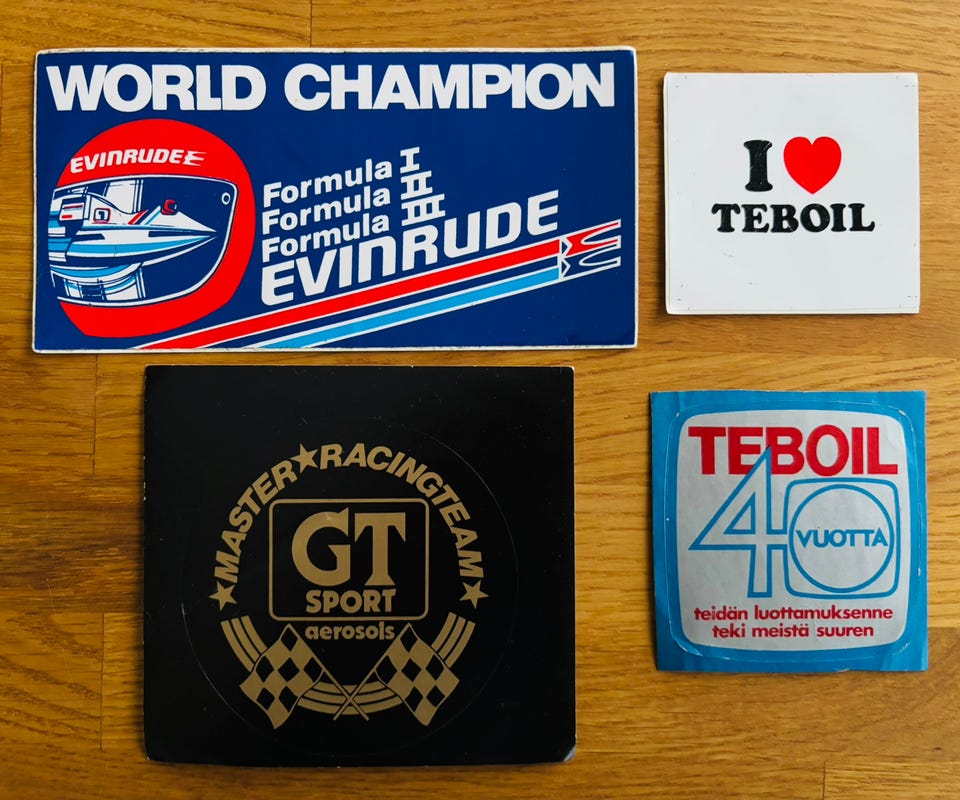 WORLD CHAMPION
EVINRUDE
Formula I
Formula II
Formula III
EVINRUDE
I ❤ TEBOIL
MASTER★RACINGTEAM
GT
SPORT
aerosols
TEBOIL
40
VUOTTA
teidän luottamuksenne
teki meistä suuren